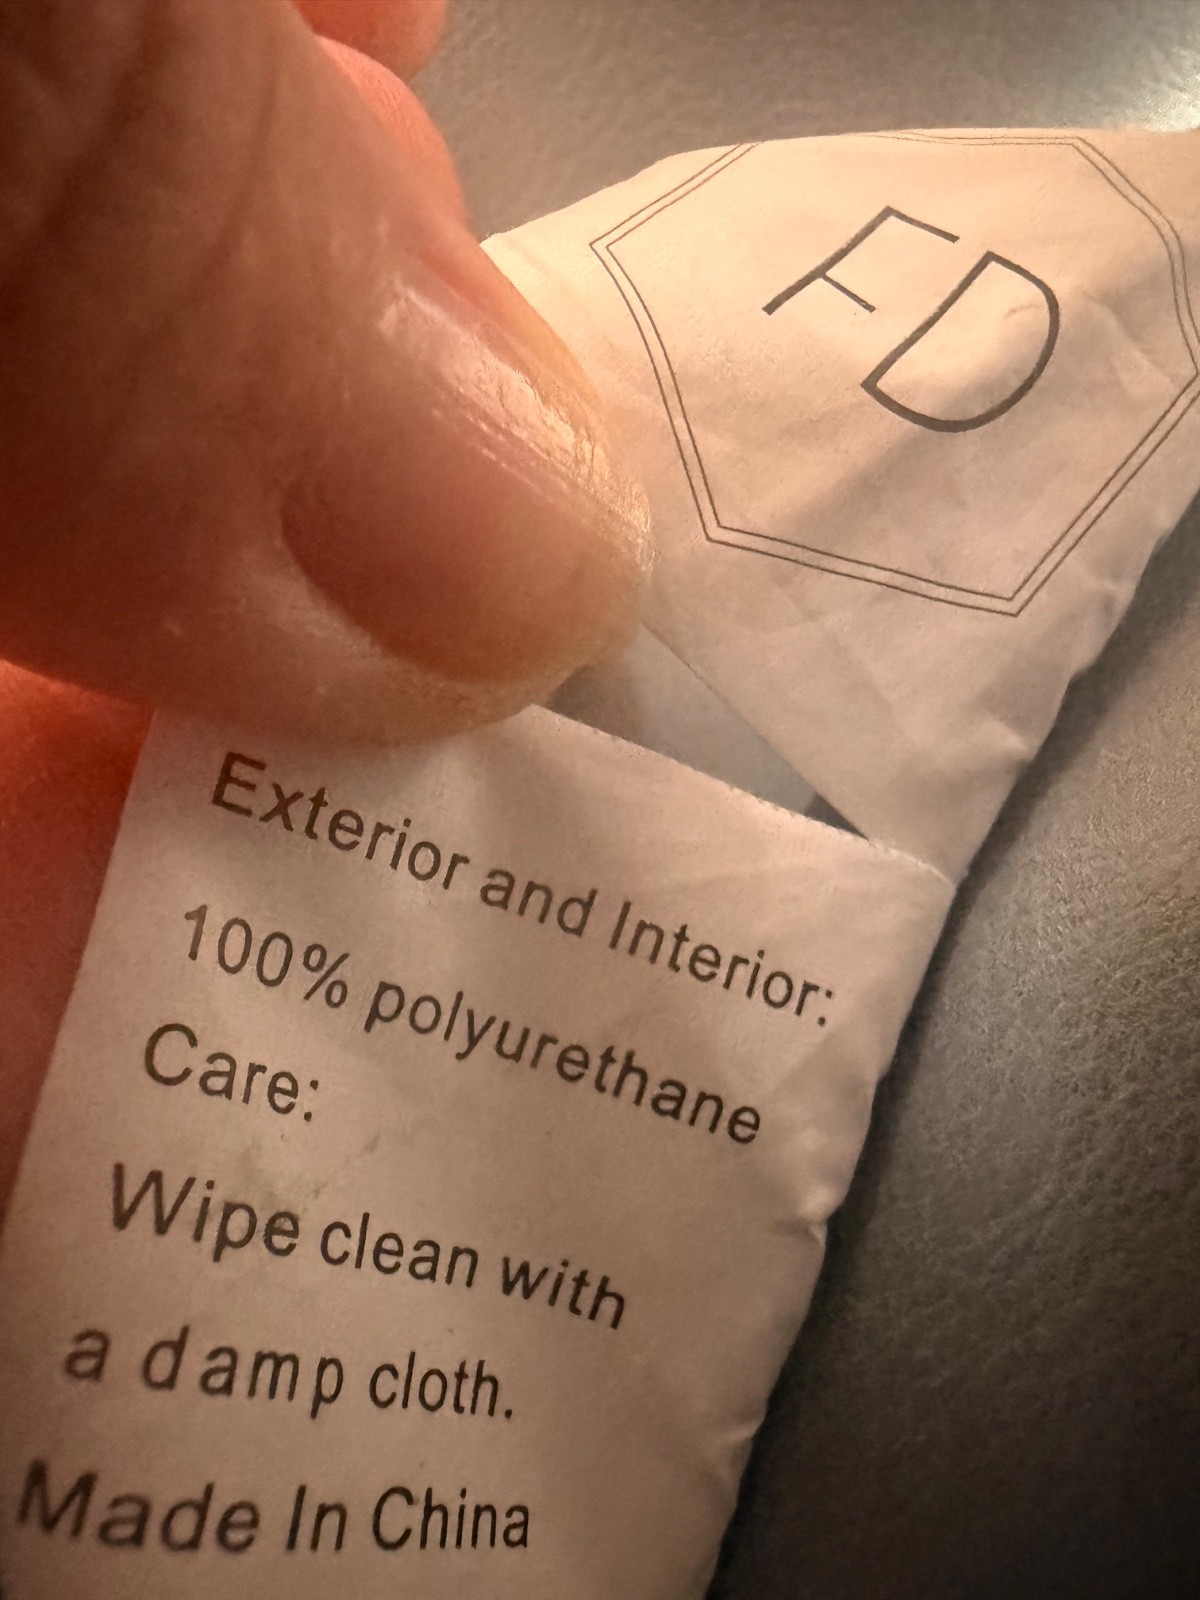 FD
Exterior and Interior:
100% polyurethane
Care:
Wipe clean with
a damp cloth.
Made In China